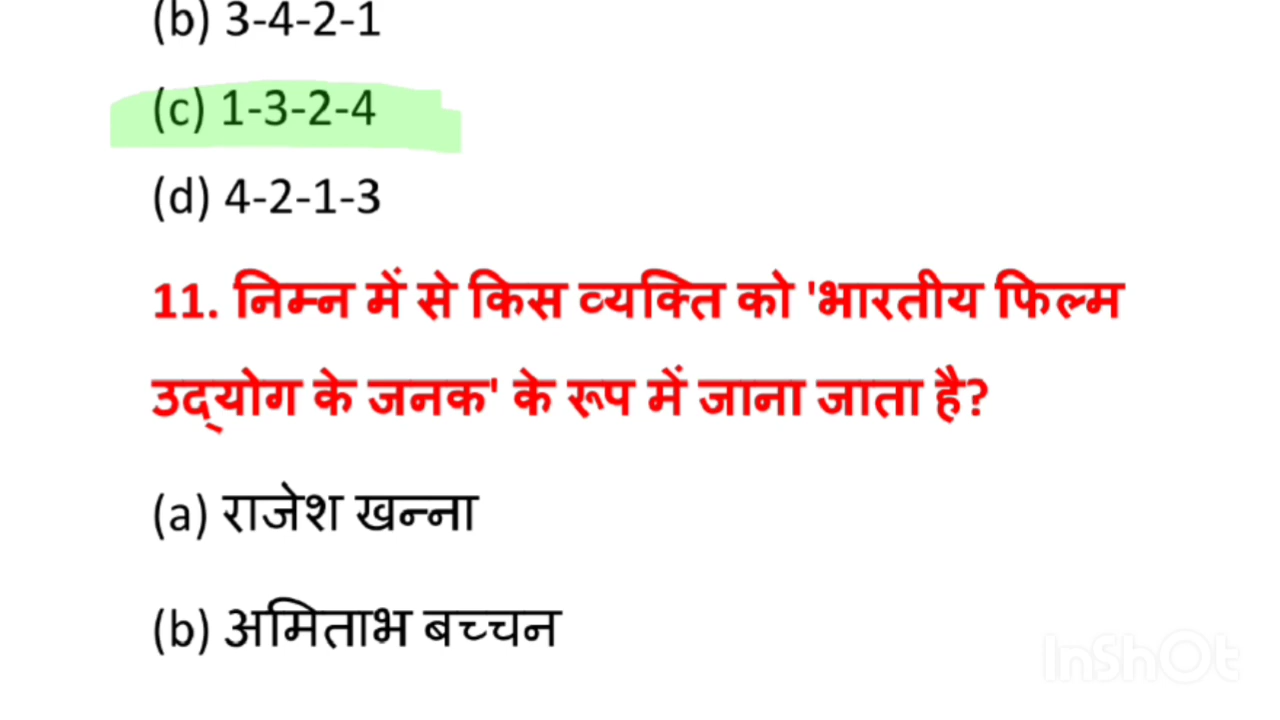 (b) 3-4-2-1
(c) 1-3-2-4
(d) 4-2-1-3
11. निम्न में से किस व्यक्ति को 'भारतीय फिल्म
उद्‌योग के जनक' के रूप में जाना जाता है?
(a) राजेश खन्ना
(b) अमिताभ बच्चन
InShOt